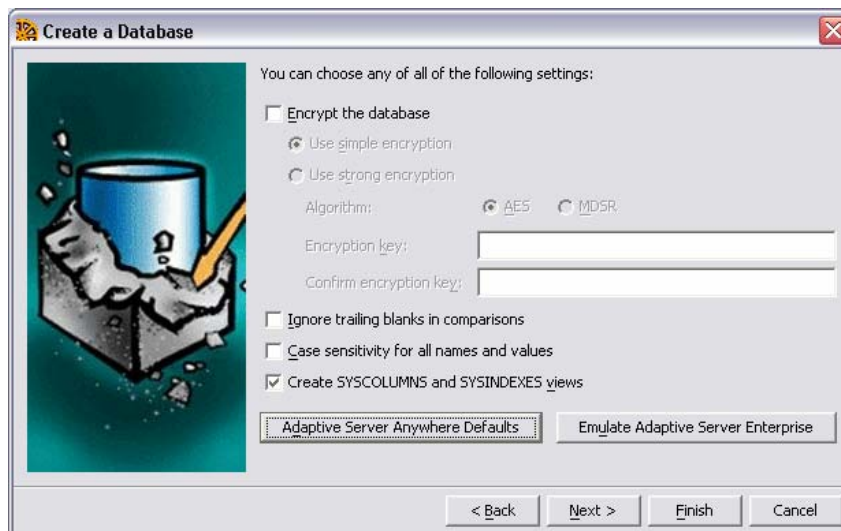 Create a Database
You can choose any of all of the following settings:
Encrypt the database
Use simple encryption
Use strong encryption
Algorithm: AES MDSR
Encryption key:
Confirm encryption key:
Ignore trailing blanks in comparisons
Case sensitivity for all names and values
Create SYSCOLUMNS and SYSINDEXES views
Adaptive Server Anywhere Defaults Emulate Adaptive Server Enterprise
< Back Next > Finish Cancel